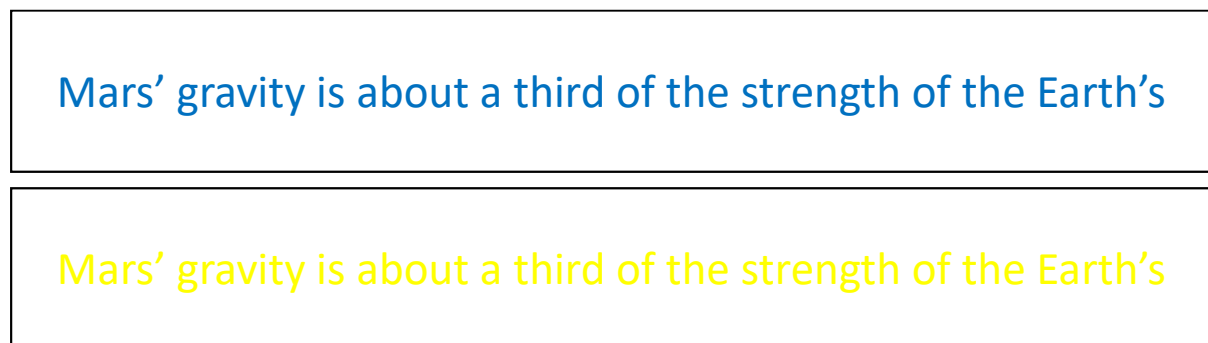 Mars’ gravity is about a third of the strength of the Earth’s
Mars’ gravity is about a third of the strength of the Earth’s